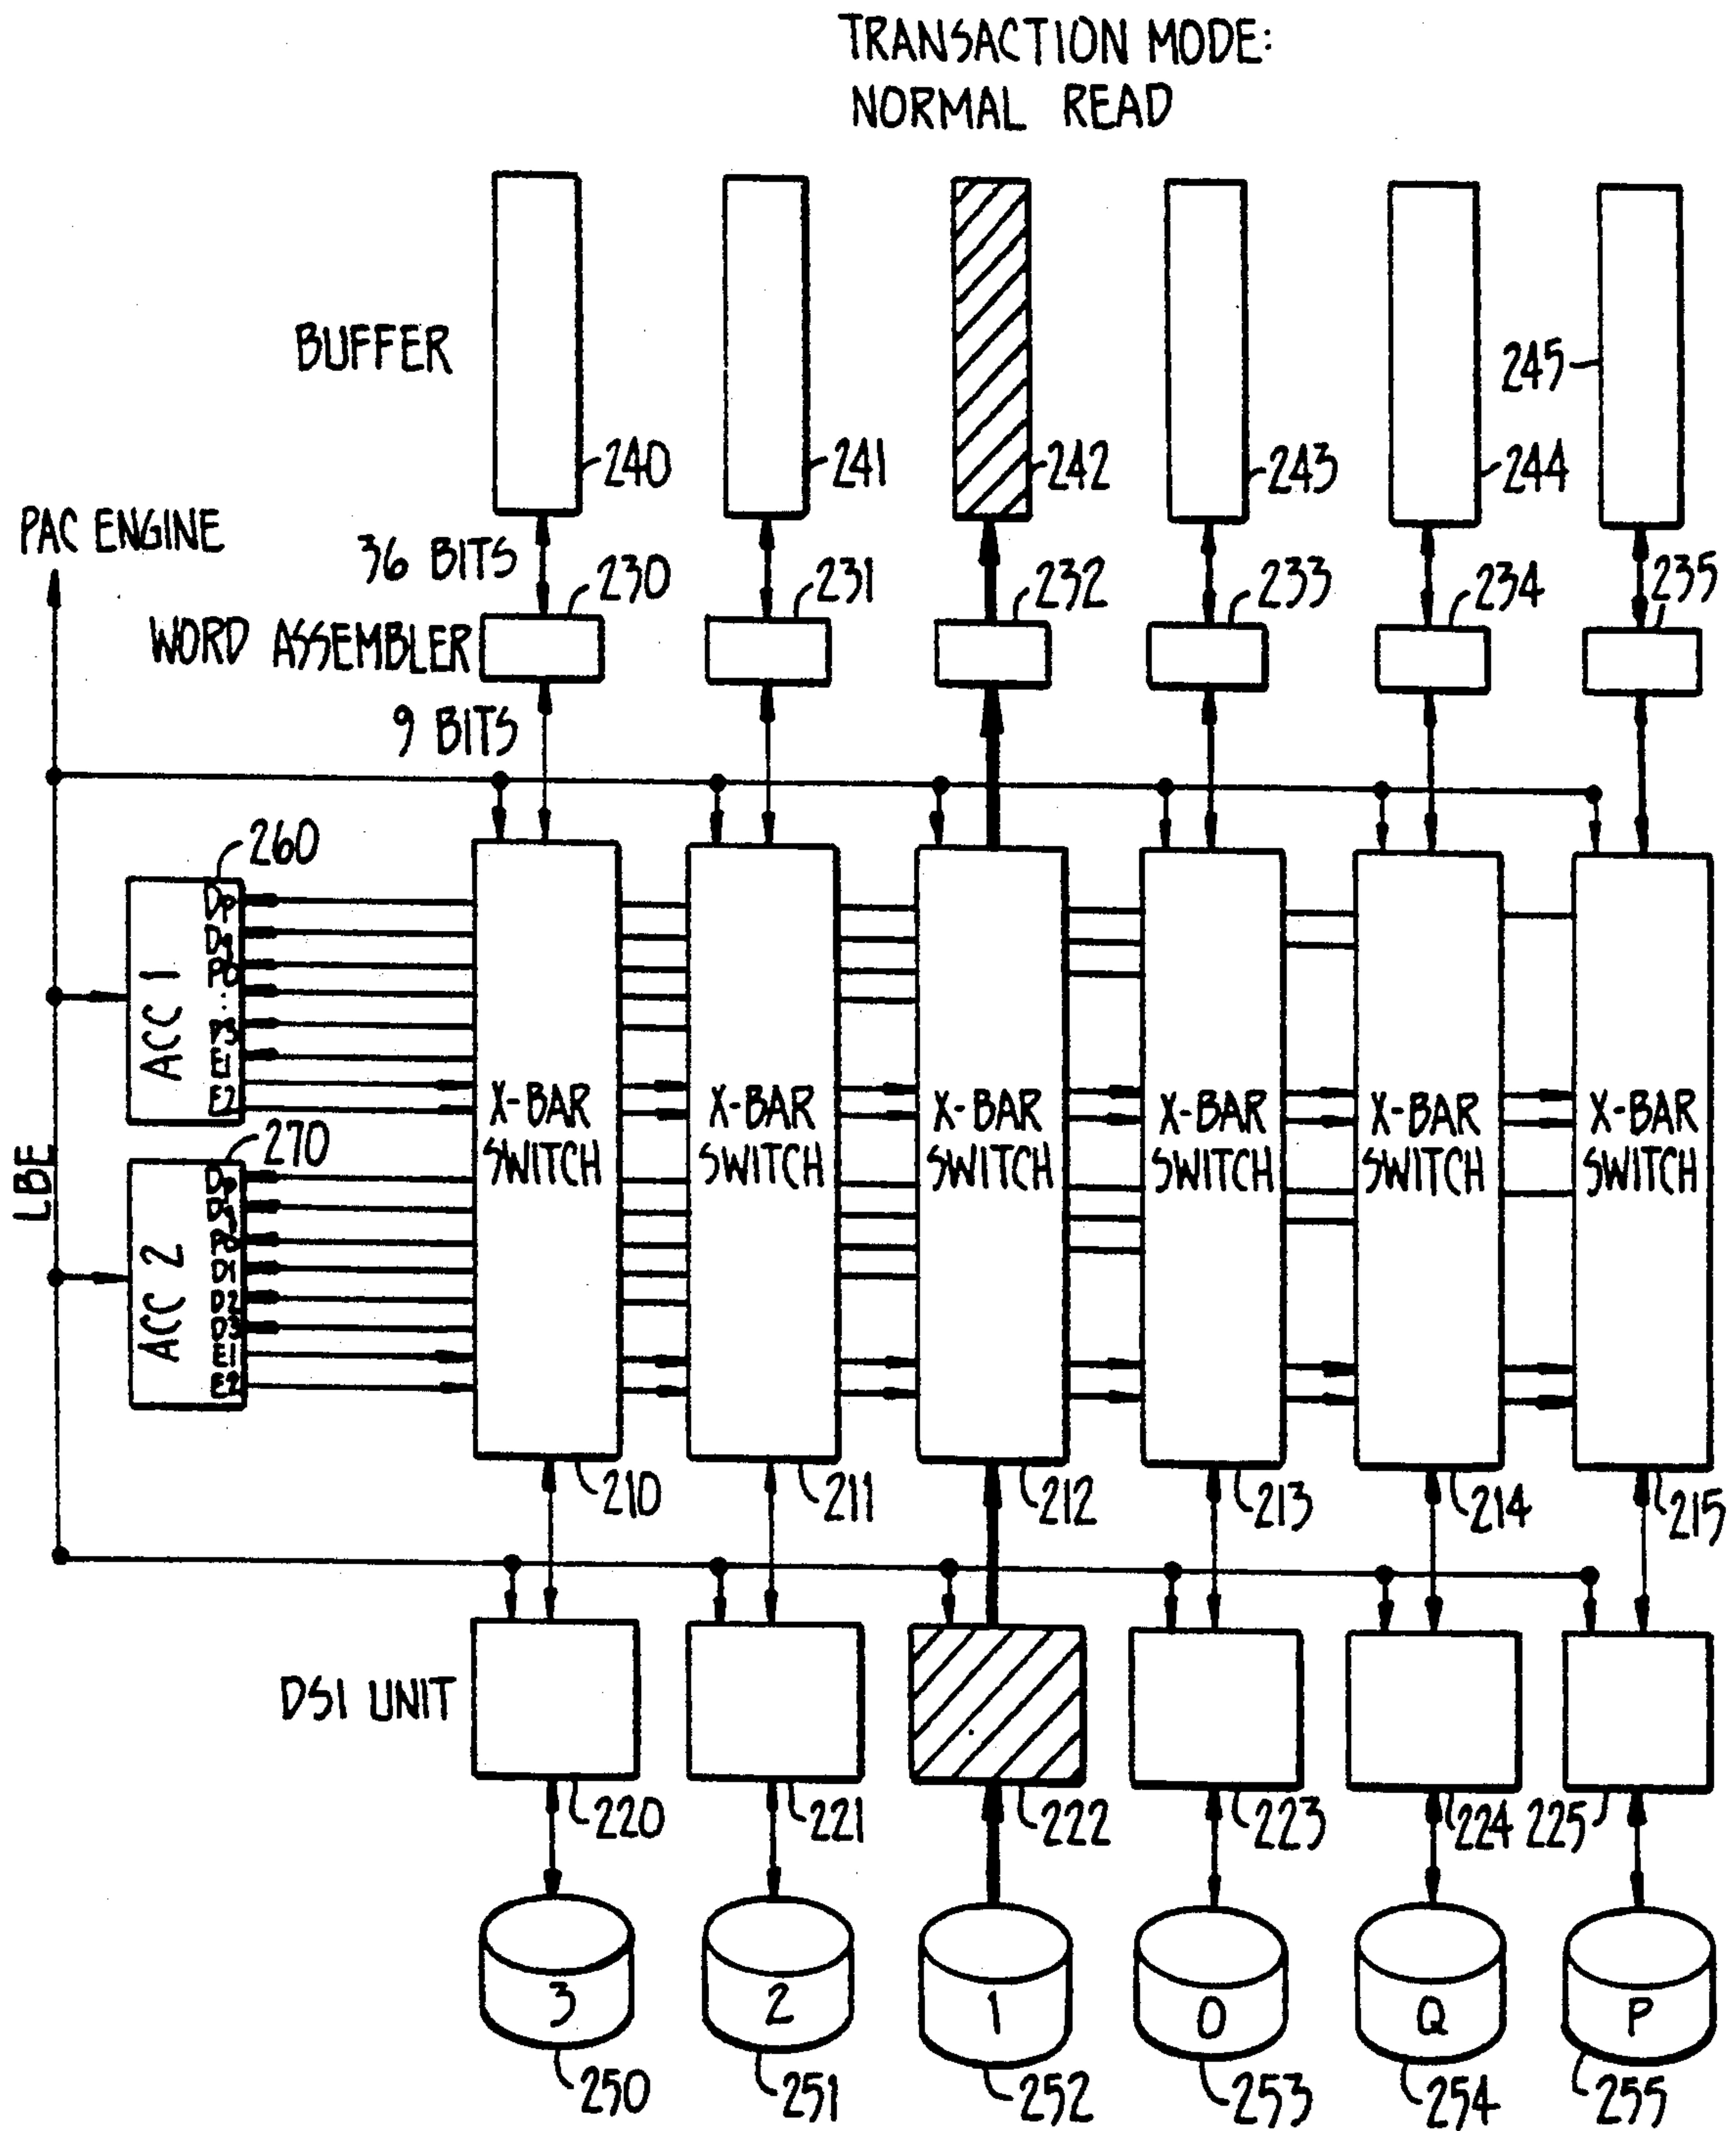 TRANSACTION MODE:
NORMAL READ
BUFFER
240
241
242
243
244
245
PAC ENGINE
36 BITS
230
231
232
233
234
235
WORD ASSEMBLER
9 BITS
260
ACC 1
Dp
Dq
:
E1
E2
X-BAR SWITCH
X-BAR SWITCH
X-BAR SWITCH
X-BAR SWITCH
X-BAR SWITCH
X-BAR SWITCH
LBE
270
ACC 2
Dp
D1
D2
D3
E1
E2
210
211
212
213
214
215
DSI UNIT
220
221
222
223
224
225
3
2
1
0
Q
P
250
251
252
253
254
255